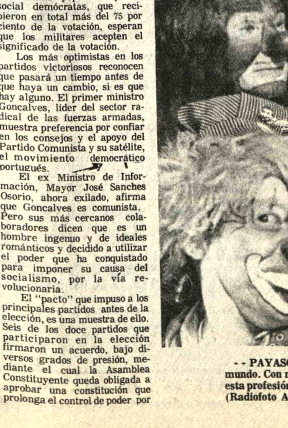 social demócratas, que reci-
bieron en total más del 75 por
ciento de la votación, esperan
que los militares acepten el
significado de la votación.
Los más optimistas en los
partidos victoriosos reconocen
que pasará un tiempo antes de
que haya un cambio, si es que
hay alguno. El primer ministro
Goncalves, líder del sector ra-
dical de las fuerzas armadas,
muestra preferencia por confiar
en los consejos y el apoyo del
Partido Comunista y su satélite,
el movimiento democrático
portugués.
El ex Ministro de Infor-
mación, Mayor José Sanches
Osorio, ahora exilado, afirma
que Goncalves es comunista.
Pero sus más cercanos cola-
boradores dicen que es un
hombre ingenuo y de ideales
románticos y decidido a utilizar
el poder que ha conquistado
para imponer su causa del
socialismo, por la vía re-
volucionaria.
El "pacto" que impuso a los
principales partidos antes de la
elección, es una muestra de ello.
Seis de los doce partidos que
participaron en la elección
firmaron un acuerdo, bajo di-
versos grados de presión, me-
diante el cual la Asamblea
Constituyente queda obligada a
aprobar una constitución que
prolonga el control de poder por
- - PAYASO
mundo. Con
esta profesión
(Radiofoto A